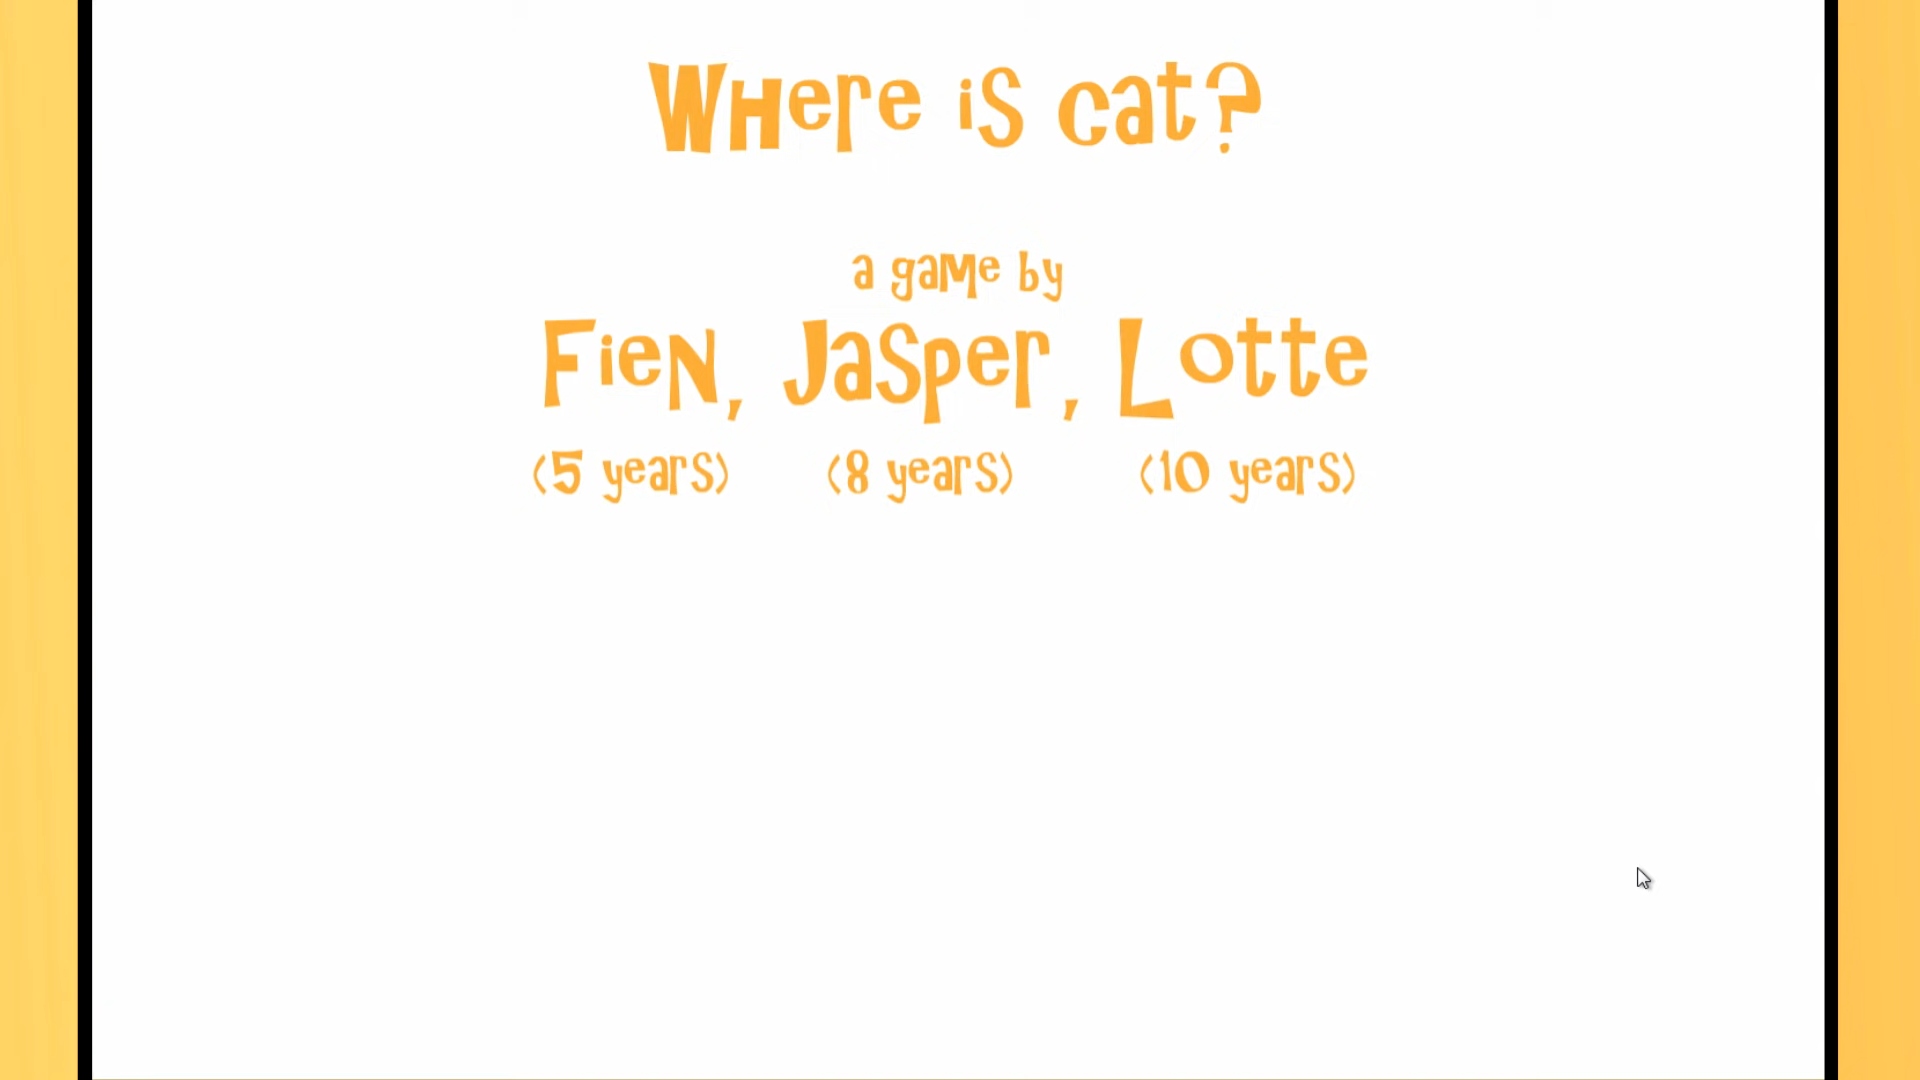 Where is cat?
a game by
Fien, Jasper, Lotte
(5 years) (8 years) (10 years)